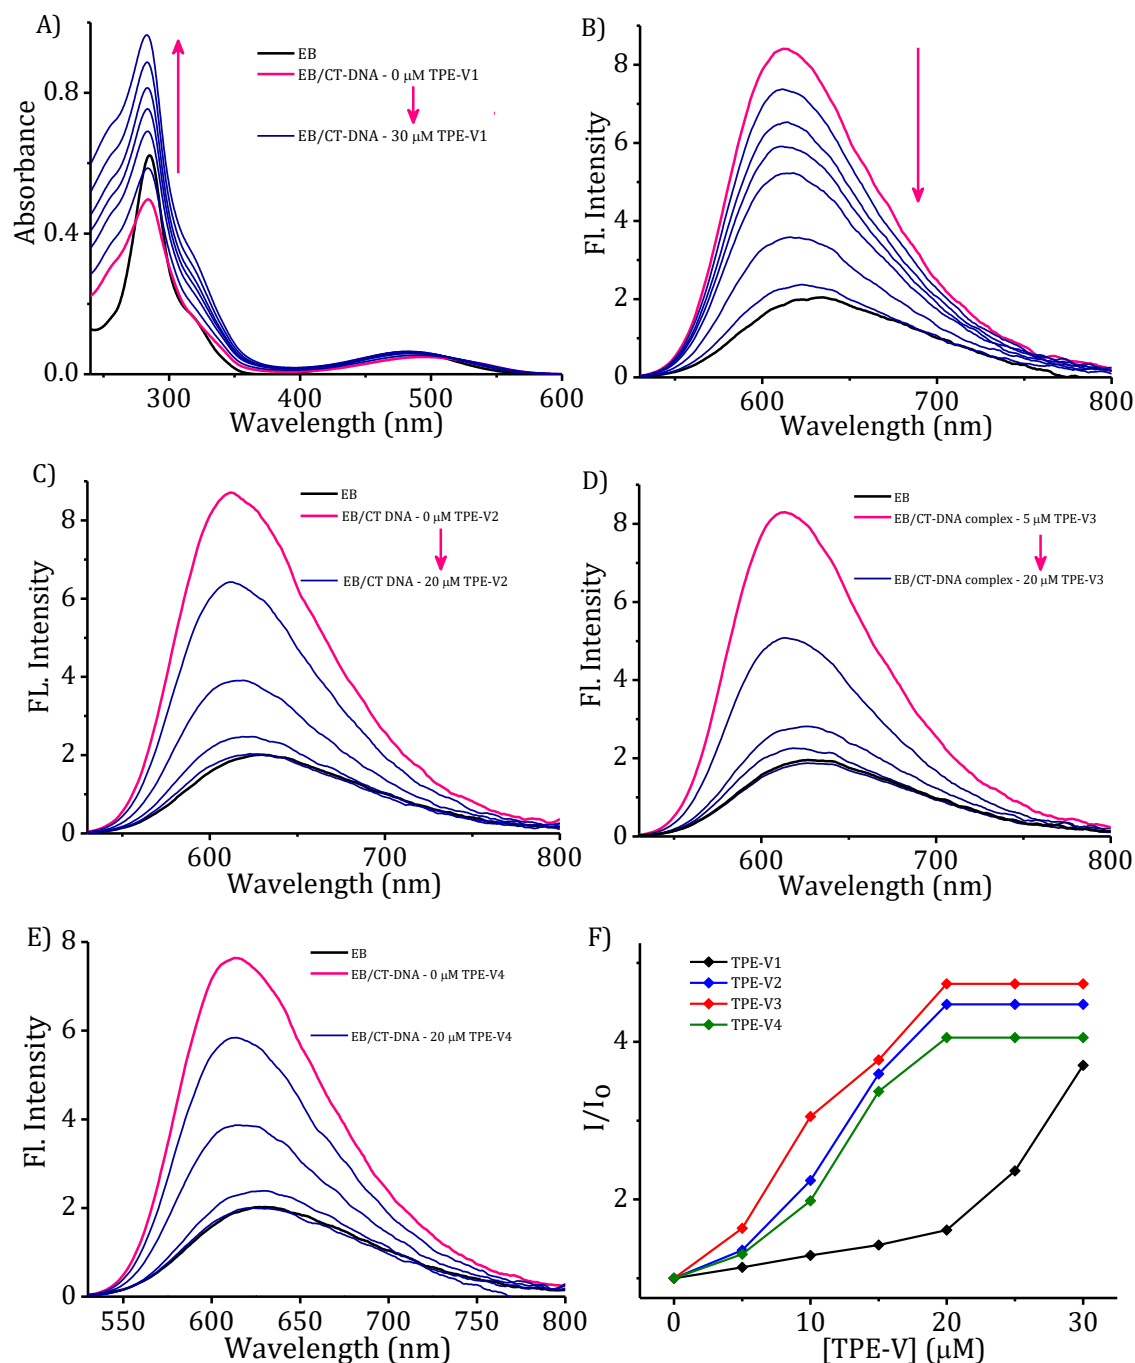 A)
EB
EB/CT-DNA - 0 µM TPE-V1
EB/CT-DNA - 30 µM TPE-V1
0.8
0.4
0.0
Absorbance
300
400
500
600
Wavelength (nm)
B)
8
6
4
2
0
Fl. Intensity
600
700
800
Wavelength (nm)
C)
EB
EB/CT DNA - 0 µM TPE-V2
EB/CT DNA - 20 µM TPE-V2
8
6
4
2
0
FL. Intensity
600
700
800
Wavelength (nm)
D)
EB
EB/CT-DNA complex - 5 µM TPE-V3
EB/CT-DNA complex - 20 µM TPE-V3
8
6
4
2
0
Fl. Intensity
600
700
800
Wavelength (nm)
E)
EB
EB/CT-DNA - 0 µM TPE-V4
EB/CT-DNA - 20 µM TPE-V4
8
6
4
2
0
Fl. Intensity
550
600
650
700
750
800
Wavelength (nm)
F)
TPE-V1
TPE-V2
TPE-V3
TPE-V4
4
2
I/I0
0
10
20
30
[TPE-V] (µM)